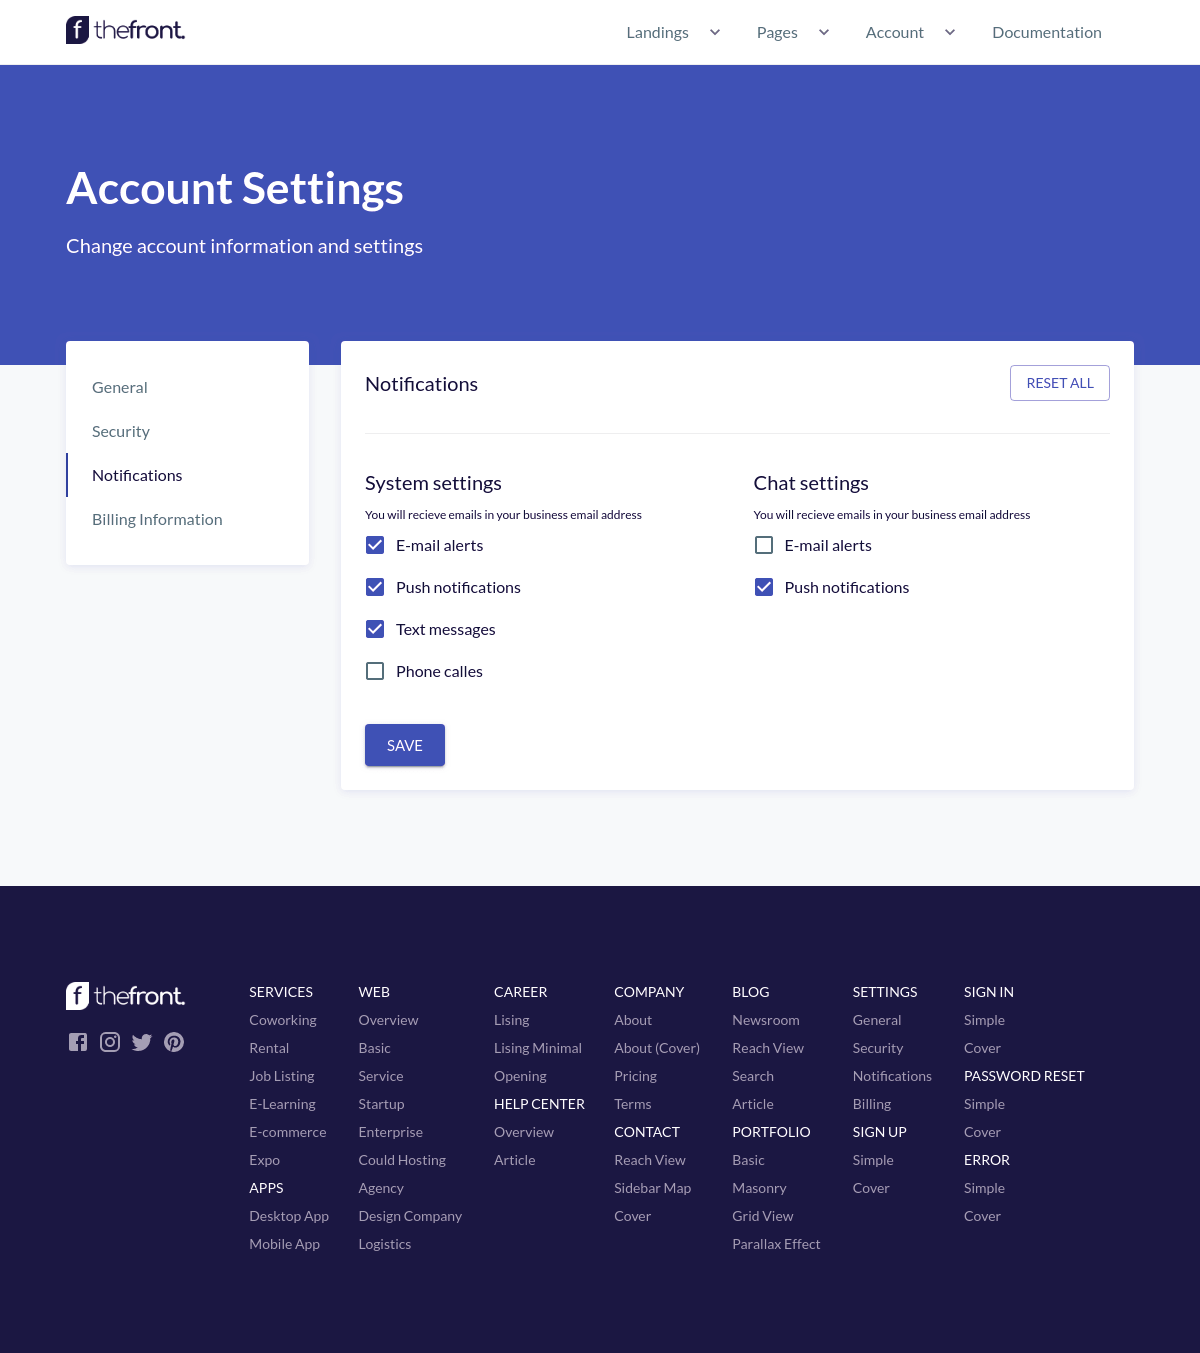 thefront.
Landings
Pages
Account
Documentation
Account Settings
Change account information and settings
General
Security
Notifications
Billing Information
Notifications
RESET ALL
System settings
You will recieve emails in your business email address
E-mail alerts
Push notifications
Text messages
Phone calles
Chat settings
You will recieve emails in your business email address
E-mail alerts
Push notifications
SAVE
thefront.
SERVICES
Coworking
Rental
Job Listing
E-Learning
E-commerce
Expo
APPS
Desktop App
Mobile App
WEB
Overview
Basic
Service
Startup
Enterprise
Could Hosting
Agency
Design Company
Logistics
CAREER
Lising
Lising Minimal
Opening
HELP CENTER
Overview
Article
COMPANY
About
About (Cover)
Pricing
Terms
CONTACT
Reach View
Sidebar Map
Cover
BLOG
Newsroom
Reach View
Search
Article
PORTFOLIO
Basic
Masonry
Grid View
Parallax Effect
SETTINGS
General
Security
Notifications
Billing
SIGN UP
Simple
Cover
SIGN IN
Simple
Cover
PASSWORD RESET
Simple
Cover
ERROR
Simple
Cover